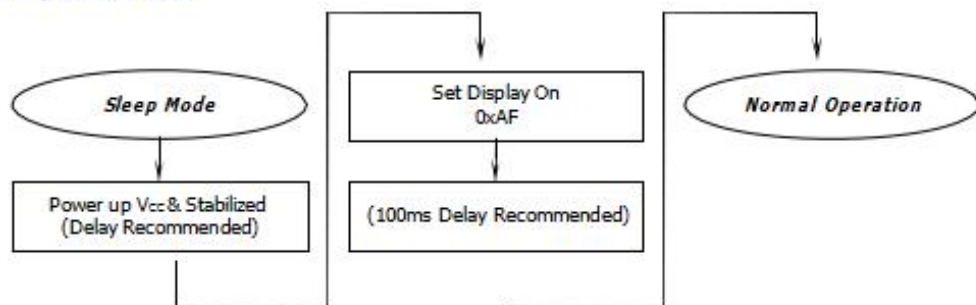 Sleep Mode
Power up Vcc & Stabilized
(Delay Recommended)
Set Display On
0xAF
(100ms Delay Recommended)
Normal Operation